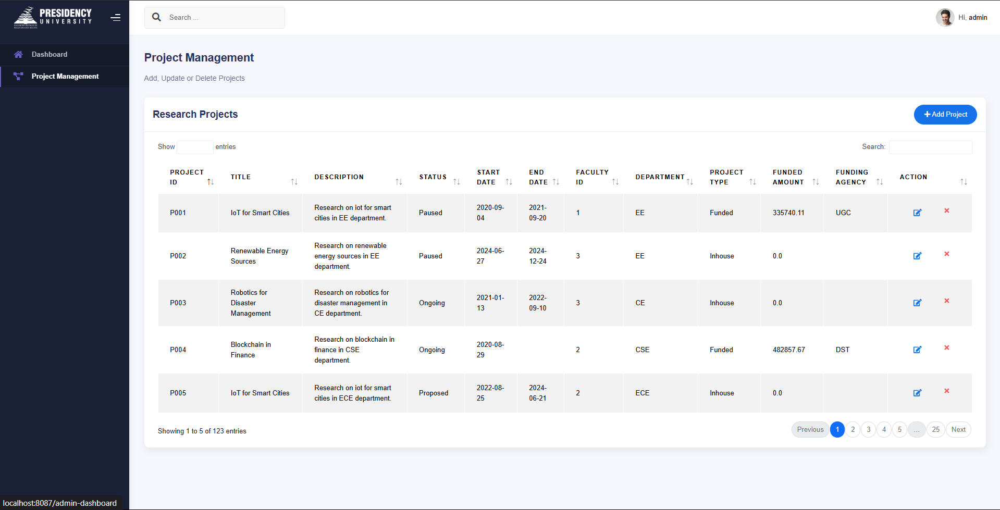 PRESIDENCY
UNIVERSITY
Search ...
Hi, admin
Dashboard
Project Management
Project Management
Add, Update or Delete Projects
Research Projects
Add Project
Show entries
Search:
PROJECT ID TITLE DESCRIPTION STATUS START DATE END DATE FACULTY ID DEPARTMENT PROJECT TYPE FUNDED AMOUNT FUNDING AGENCY ACTION
P001 IoT for Smart Cities Research on iot for smart cities in EE department. Paused 2020-09-04 2021-09-20 1 EE Funded 335740.11 UGC
P002 Renewable Energy Sources Research on renewable energy sources in EE department. Paused 2024-06-27 2024-12-24 3 EE Inhouse 0.0
P003 Robotics for Disaster Management Research on robotics for disaster management in CE department. Ongoing 2021-01-13 2022-09-10 3 CE Inhouse 0.0
P004 Blockchain in Finance Research on blockchain in finance in CSE department. Ongoing 2020-08-29 2 CSE Funded 482857.67 DST
P005 IoT for Smart Cities Research on iot for smart cities in ECE department. Proposed 2022-08-25 2024-06-21 2 ECE Inhouse 0.0
Showing 1 to 5 of 123 entries
Previous 1 2 3 4 5 ... 25 Next
localhost:8087/admin-dashboard